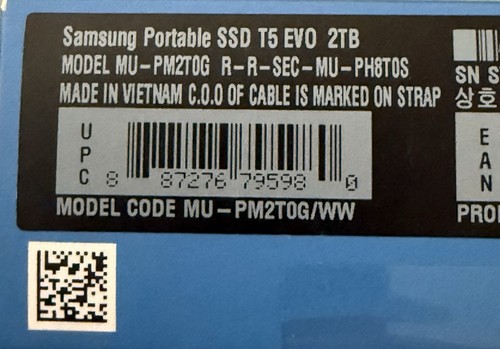 Samsung Portable SSD T5 EVO 2TB
MODEL MU-PM2T0G R-R-SEC-MU-PH8T0S
MADE IN VIETNAM C.O.O OF CABLE IS MARKED ON STRAP
UPC
8 87276 79598 0
MODEL CODE MU-PM2T0G/WW
SN S
상호
EAN